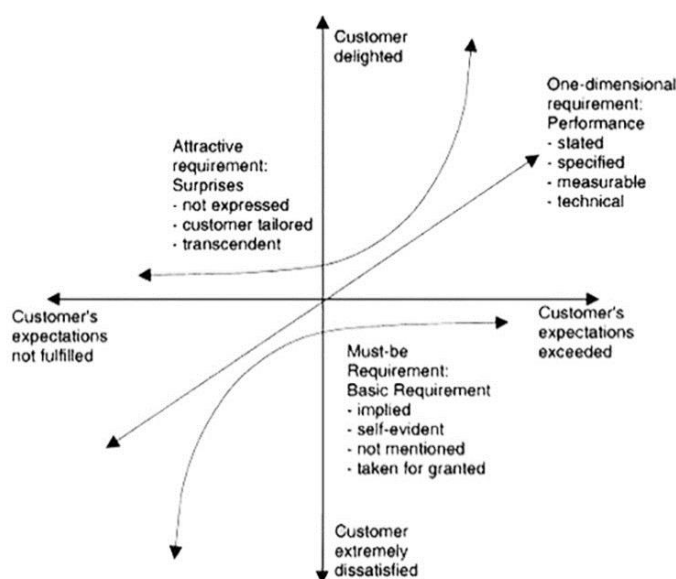 Customer
delighted
One-dimensional
requirement:
Performance
- stated
- specified
- measurable
- technical
Attractive
requirement:
Surprises
- not expressed
- customer tailored
- transcendent
Customer's
expectations
not fulfilled
Customer's
expectations
exceeded
Must-be
Requirement:
Basic Requirement
- implied
- self-evident
- not mentioned
- taken for granted
Customer
extremely
dissatisfied